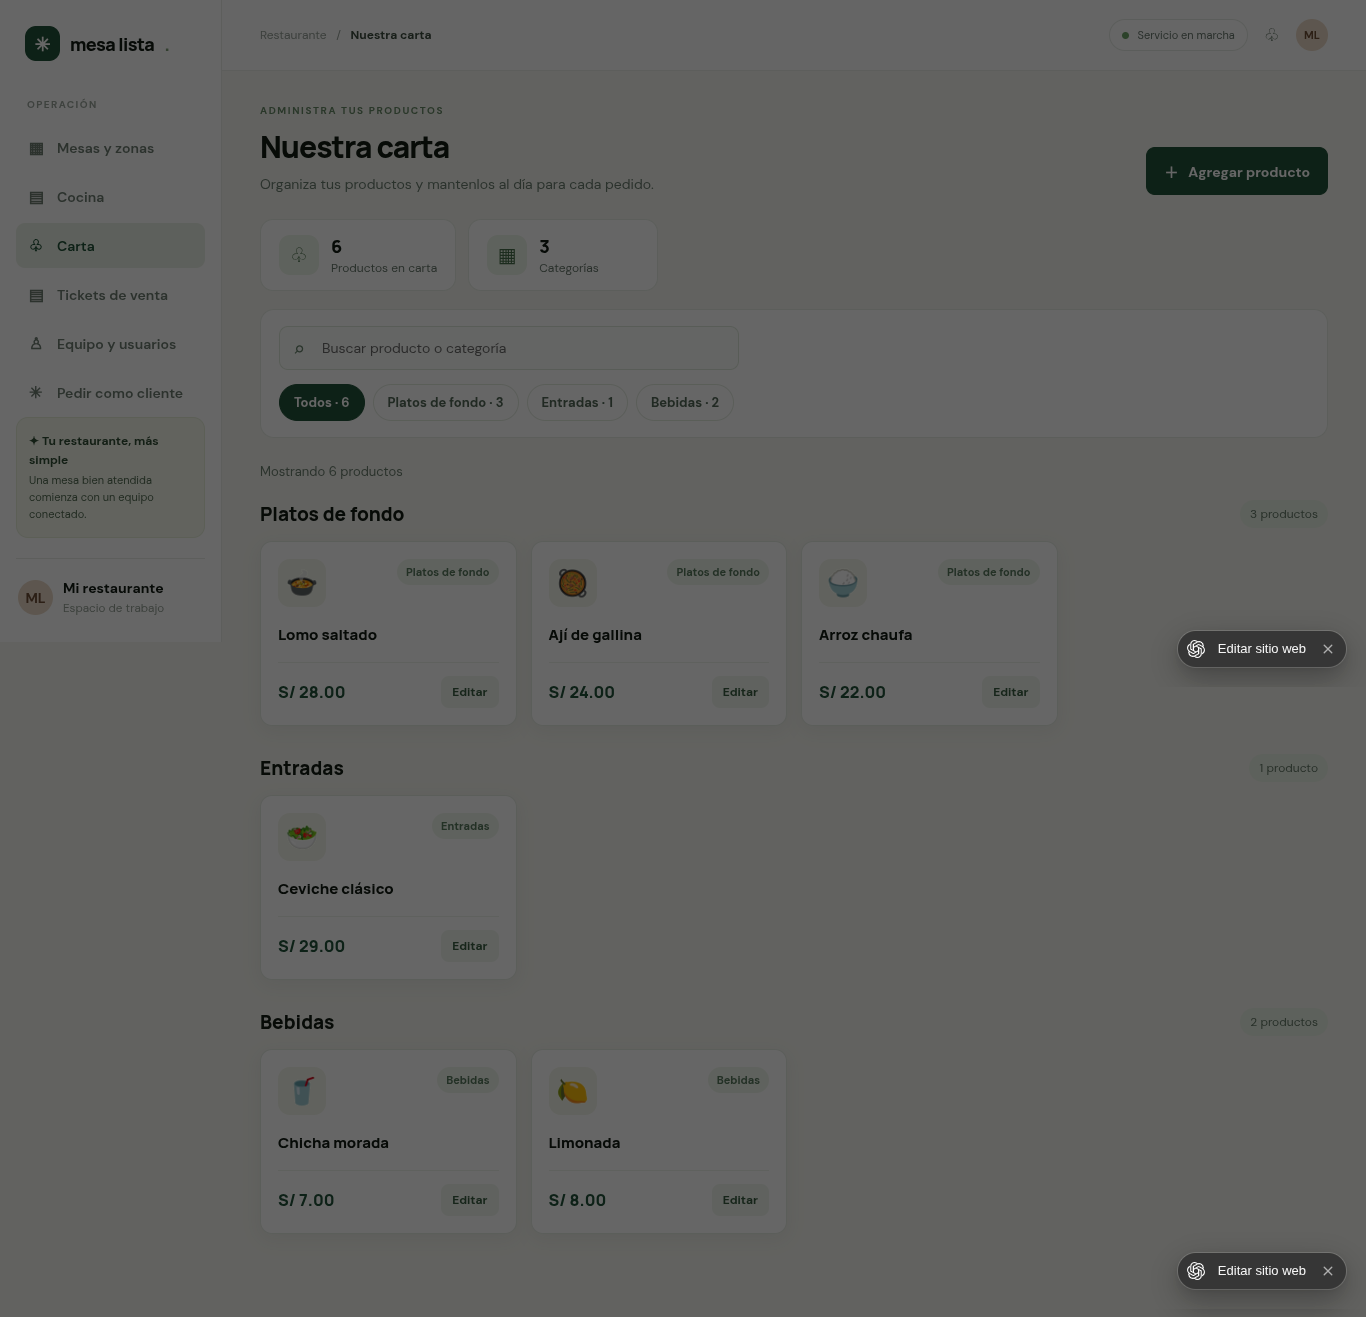 mesa lista .
OPERACIÓN
Mesas y zonas
Cocina
Carta
Tickets de venta
Equipo y usuarios
Pedir como cliente
✦ Tu restaurante, más
simple
Una mesa bien atendida
comienza con un equipo
conectado.
ML
Mi restaurante
Espacio de trabajo
Restaurante / Nuestra carta
Servicio en marcha
ML
ADMINISTRA TUS PRODUCTOS
Nuestra carta
Organiza tus productos y mantenlos al día para cada pedido.
+ Agregar producto
6
Productos en carta
3
Categorías
Buscar producto o categoría
Todos · 6
Platos de fondo · 3
Entradas · 1
Bebidas · 2
Mostrando 6 productos
Platos de fondo
3 productos
Platos de fondo
Lomo saltado
S/ 28.00
Editar
Platos de fondo
Ají de gallina
S/ 24.00
Editar
Platos de fondo
Arroz chaufa
S/ 22.00
Editar
Editar sitio web
Entradas
1 producto
Entradas
Ceviche clásico
S/ 29.00
Editar
Bebidas
2 productos
Bebidas
Chicha morada
S/ 7.00
Editar
Bebidas
Limonada
S/ 8.00
Editar
Editar sitio web